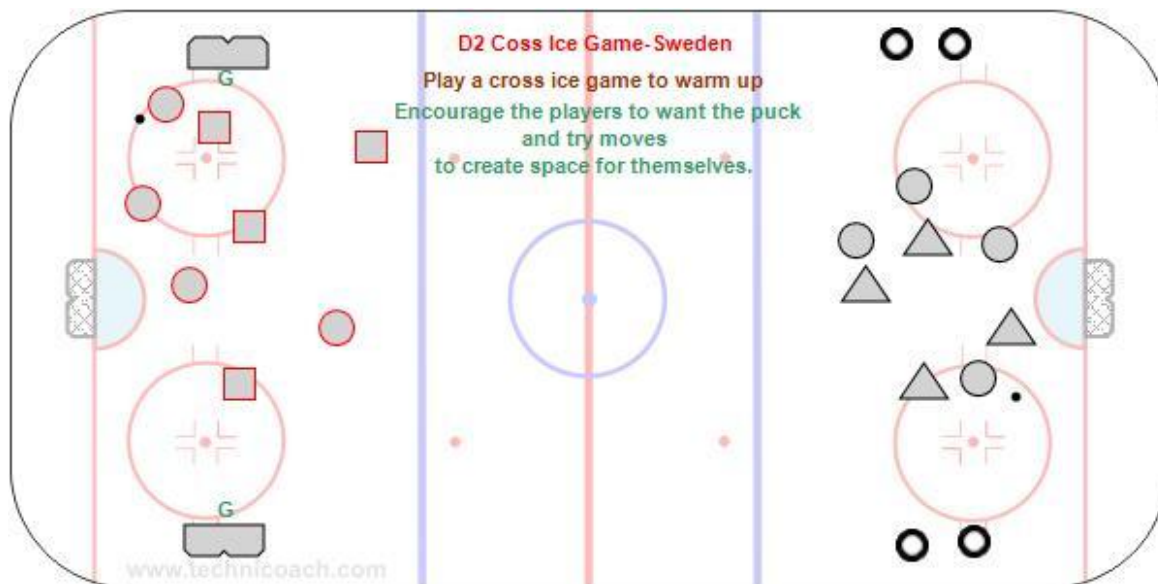 D2 Coss Ice Game-Sweden
Play a cross ice game to warm up
Encourage the players to want the puck
and try moves
to create space for themselves.
G
G
www.technicoach.com